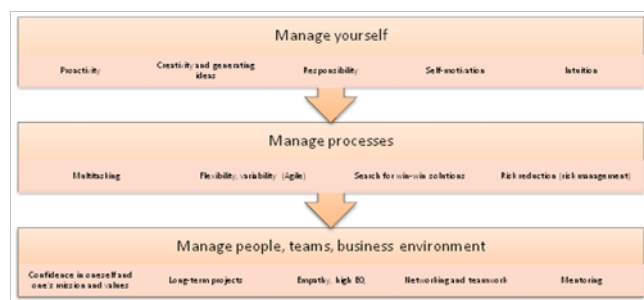 Manage yourself
Proactivity
Creativity and generating
ideas
Responsibility
Self-motivation
Intuition
Manage processes
Multitasking
Flexibility, variability (Agile)
Search for win-win solutions
Risk reduction (risk management)
Manage people, teams, business environment
Confidence in oneself and
one's mission and values
Long-term projects
Empathy, high EQ
Networking and teamwork
Mentoring